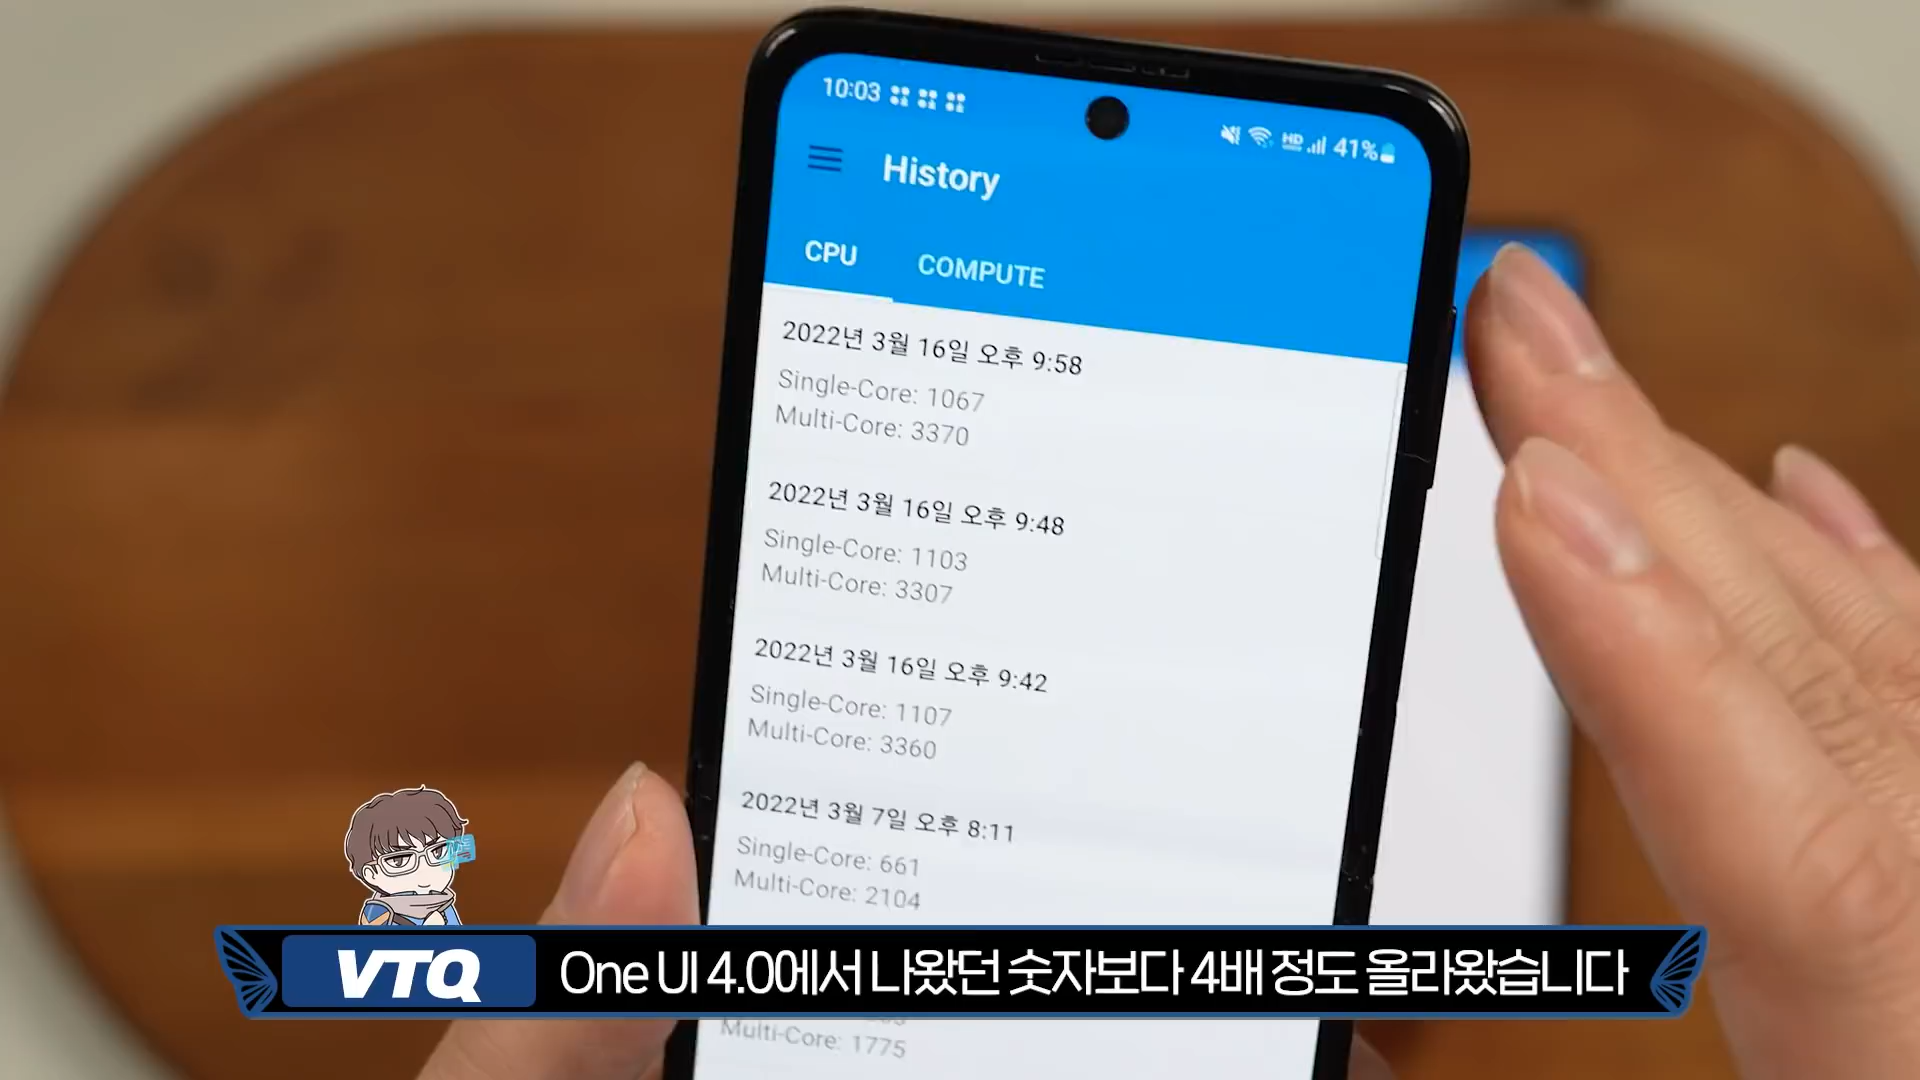 10:03
HD 41%
History
CPU COMPUTE
2022년 3월 16일 오후 9:58
Single-Core: 1067
Multi-Core: 3370
2022년 3월 16일 오후 9:48
Single-Core: 1103
Multi-Core: 3307
2022년 3월 16일 오후 9:42
Single-Core: 1107
Multi-Core: 3360
2022년 3월 7일 오후 8:11
Single-Core: 661
Multi-Core: 2104
VTQ One UI 4.0에서 나왔던 숫자보다 4배 정도 올라왔습니다
Multi-Core: 1775